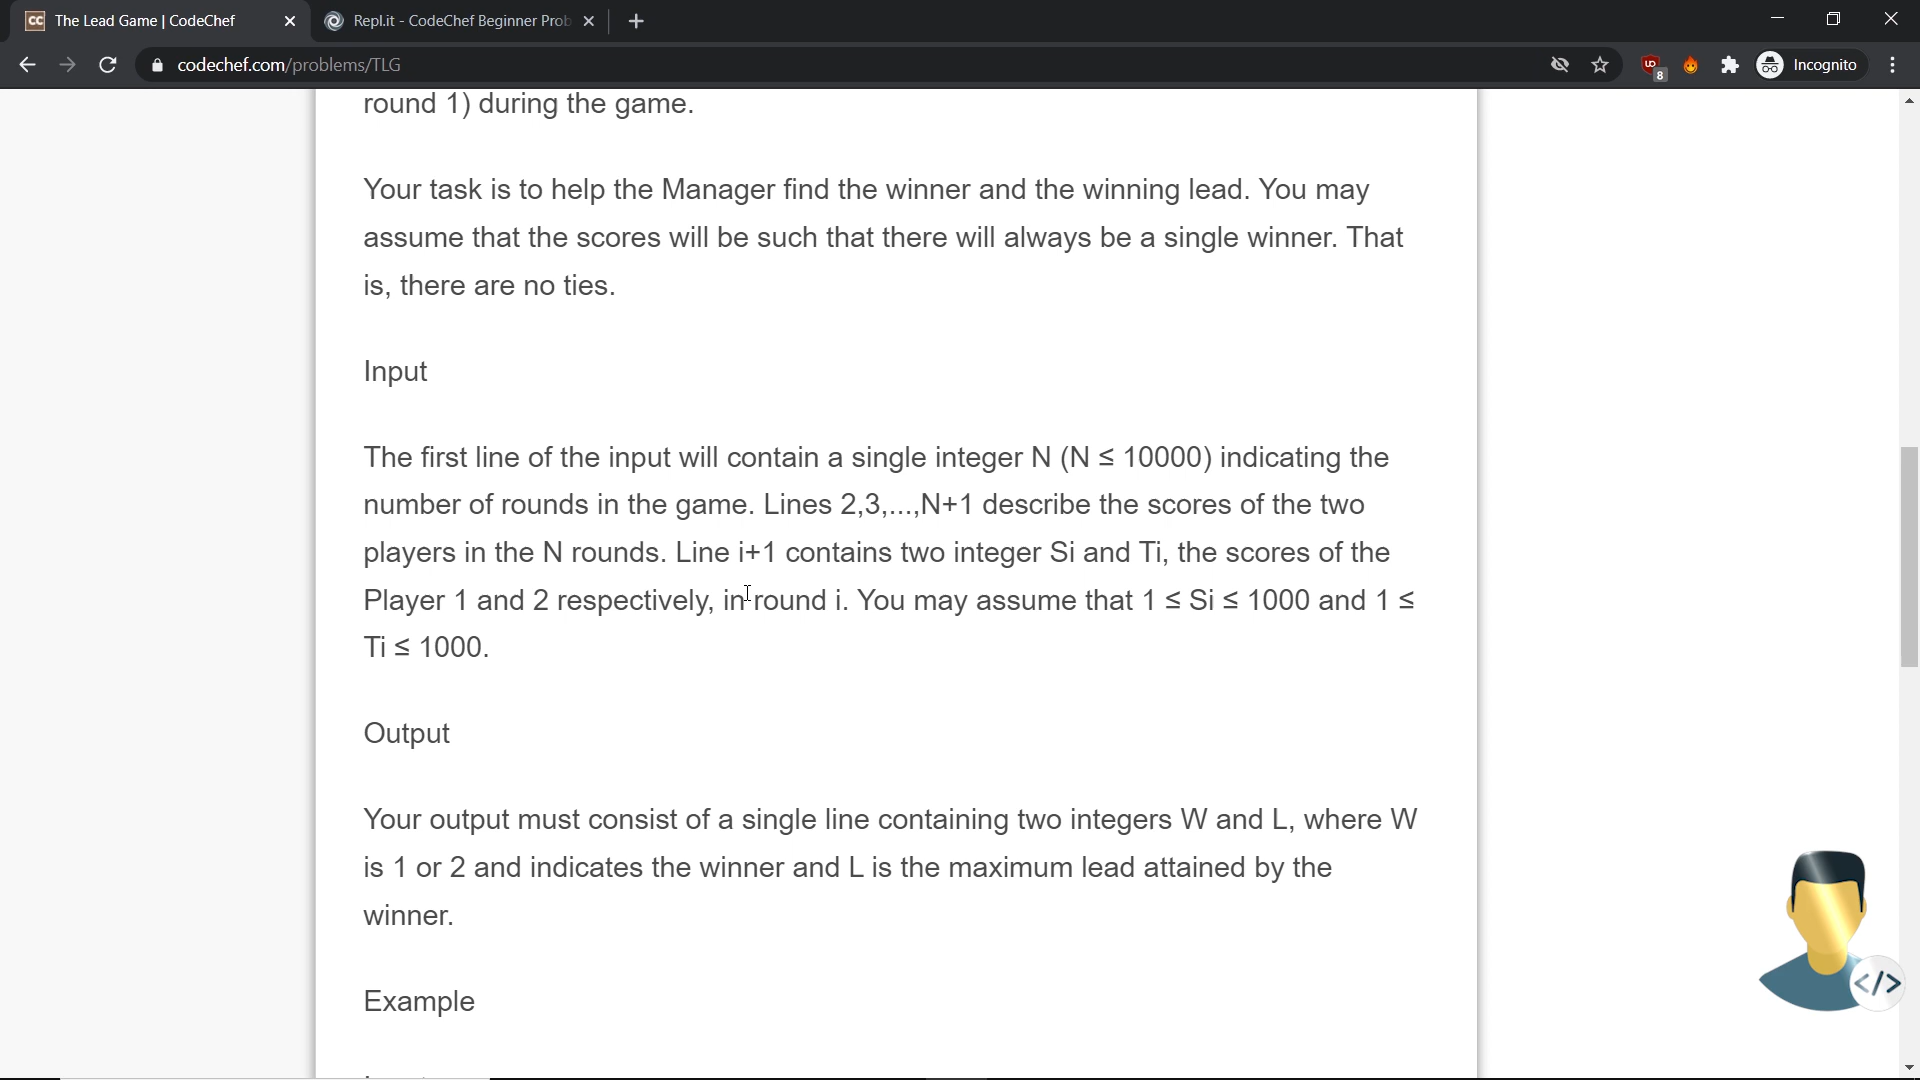 The Lead Game | CodeChef
Repl.it - CodeChef Beginner Prob
codechef.com/problems/TLG
8
Incognito
round 1) during the game.
Your task is to help the Manager find the winner and the winning lead. You may
assume that the scores will be such that there will always be a single winner. That
is, there are no ties.
Input
The first line of the input will contain a single integer N (N ≤ 10000) indicating the
number of rounds in the game. Lines 2,3,...,N+1 describe the scores of the two
players in the N rounds. Line i+1 contains two integer Si and Ti, the scores of the
Player 1 and 2 respectively, in round i. You may assume that 1 ≤ Si ≤ 1000 and 1 ≤
Ti ≤ 1000.
Output
Your output must consist of a single line containing two integers W and L, where W
is 1 or 2 and indicates the winner and L is the maximum lead attained by the
winner.
Example